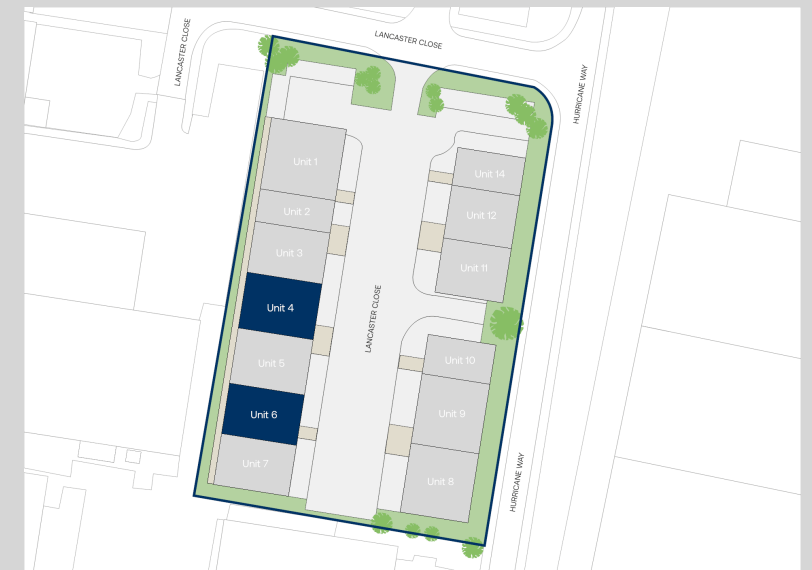 LANCASTER CLOSE
LANCASTER CLOSE
HURRICANE WAY
Unit 1
Unit 14
Unit 2
Unit 12
Unit 3
Unit 11
Unit 4
LANCASTER CLOSE
Unit 5
Unit 10
Unit 6
Unit 9
Unit 7
Unit 8
HURRICANE WAY